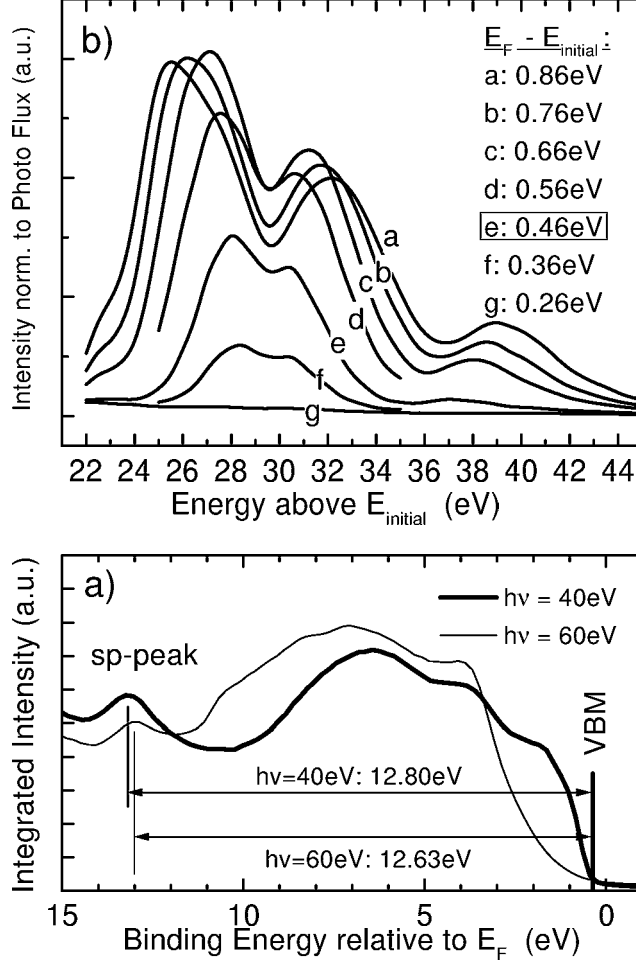 b)
E_F - E_initial :
a: 0.86eV
b: 0.76eV
c: 0.66eV
d: 0.56eV
e: 0.46eV
f: 0.36eV
g: 0.26eV
a
b
c
d
e
f
g
Intensity norm. to Photo Flux (a.u.)
22 24 26 28 30 32 34 36 38 40 42 44
Energy above E_initial (eV)
a)
hν = 40eV
hν = 60eV
sp-peak
VBM
hν=40eV: 12.80eV
hν=60eV: 12.63eV
Integrated Intensity (a.u.)
15 10 5 0
Binding Energy relative to E_F (eV)